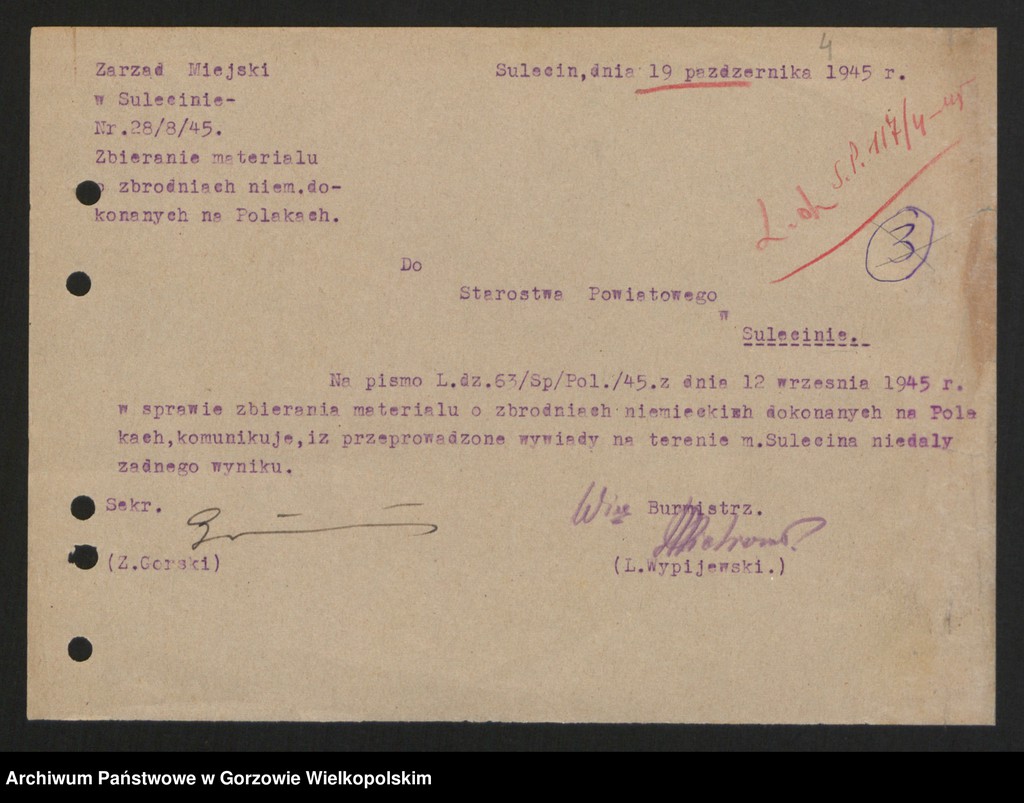 4
Zarząd Miejski
Sulecin,dnia 19 pazdzernika 1945 r.
w Sulecinie-
Nr.28/8/45.
Zbieranie materialu
o zbrodniach niem.do-
konanych na Polakach.
S.P. 117/4
3
Do
Starostwa Powiatowego
w
Sulecinie.
Na pismo L.dz.63/Sp/Pol./45.z dnia 12 wrzesnia 1945 r.
w sprawie zbierania materialu o zbrodniach niemieckich dokonanych na Pola
kach,komunikuje,iz przeprowadzone wywiady na terenie m.Sulecina niedaly
zadnego wyniku.
Sekr.
Wice Burmistrz.
(Z.Gorski)
(L.Wypijewski.)
Archiwum Państwowe w Gorzowie Wielkopolskim